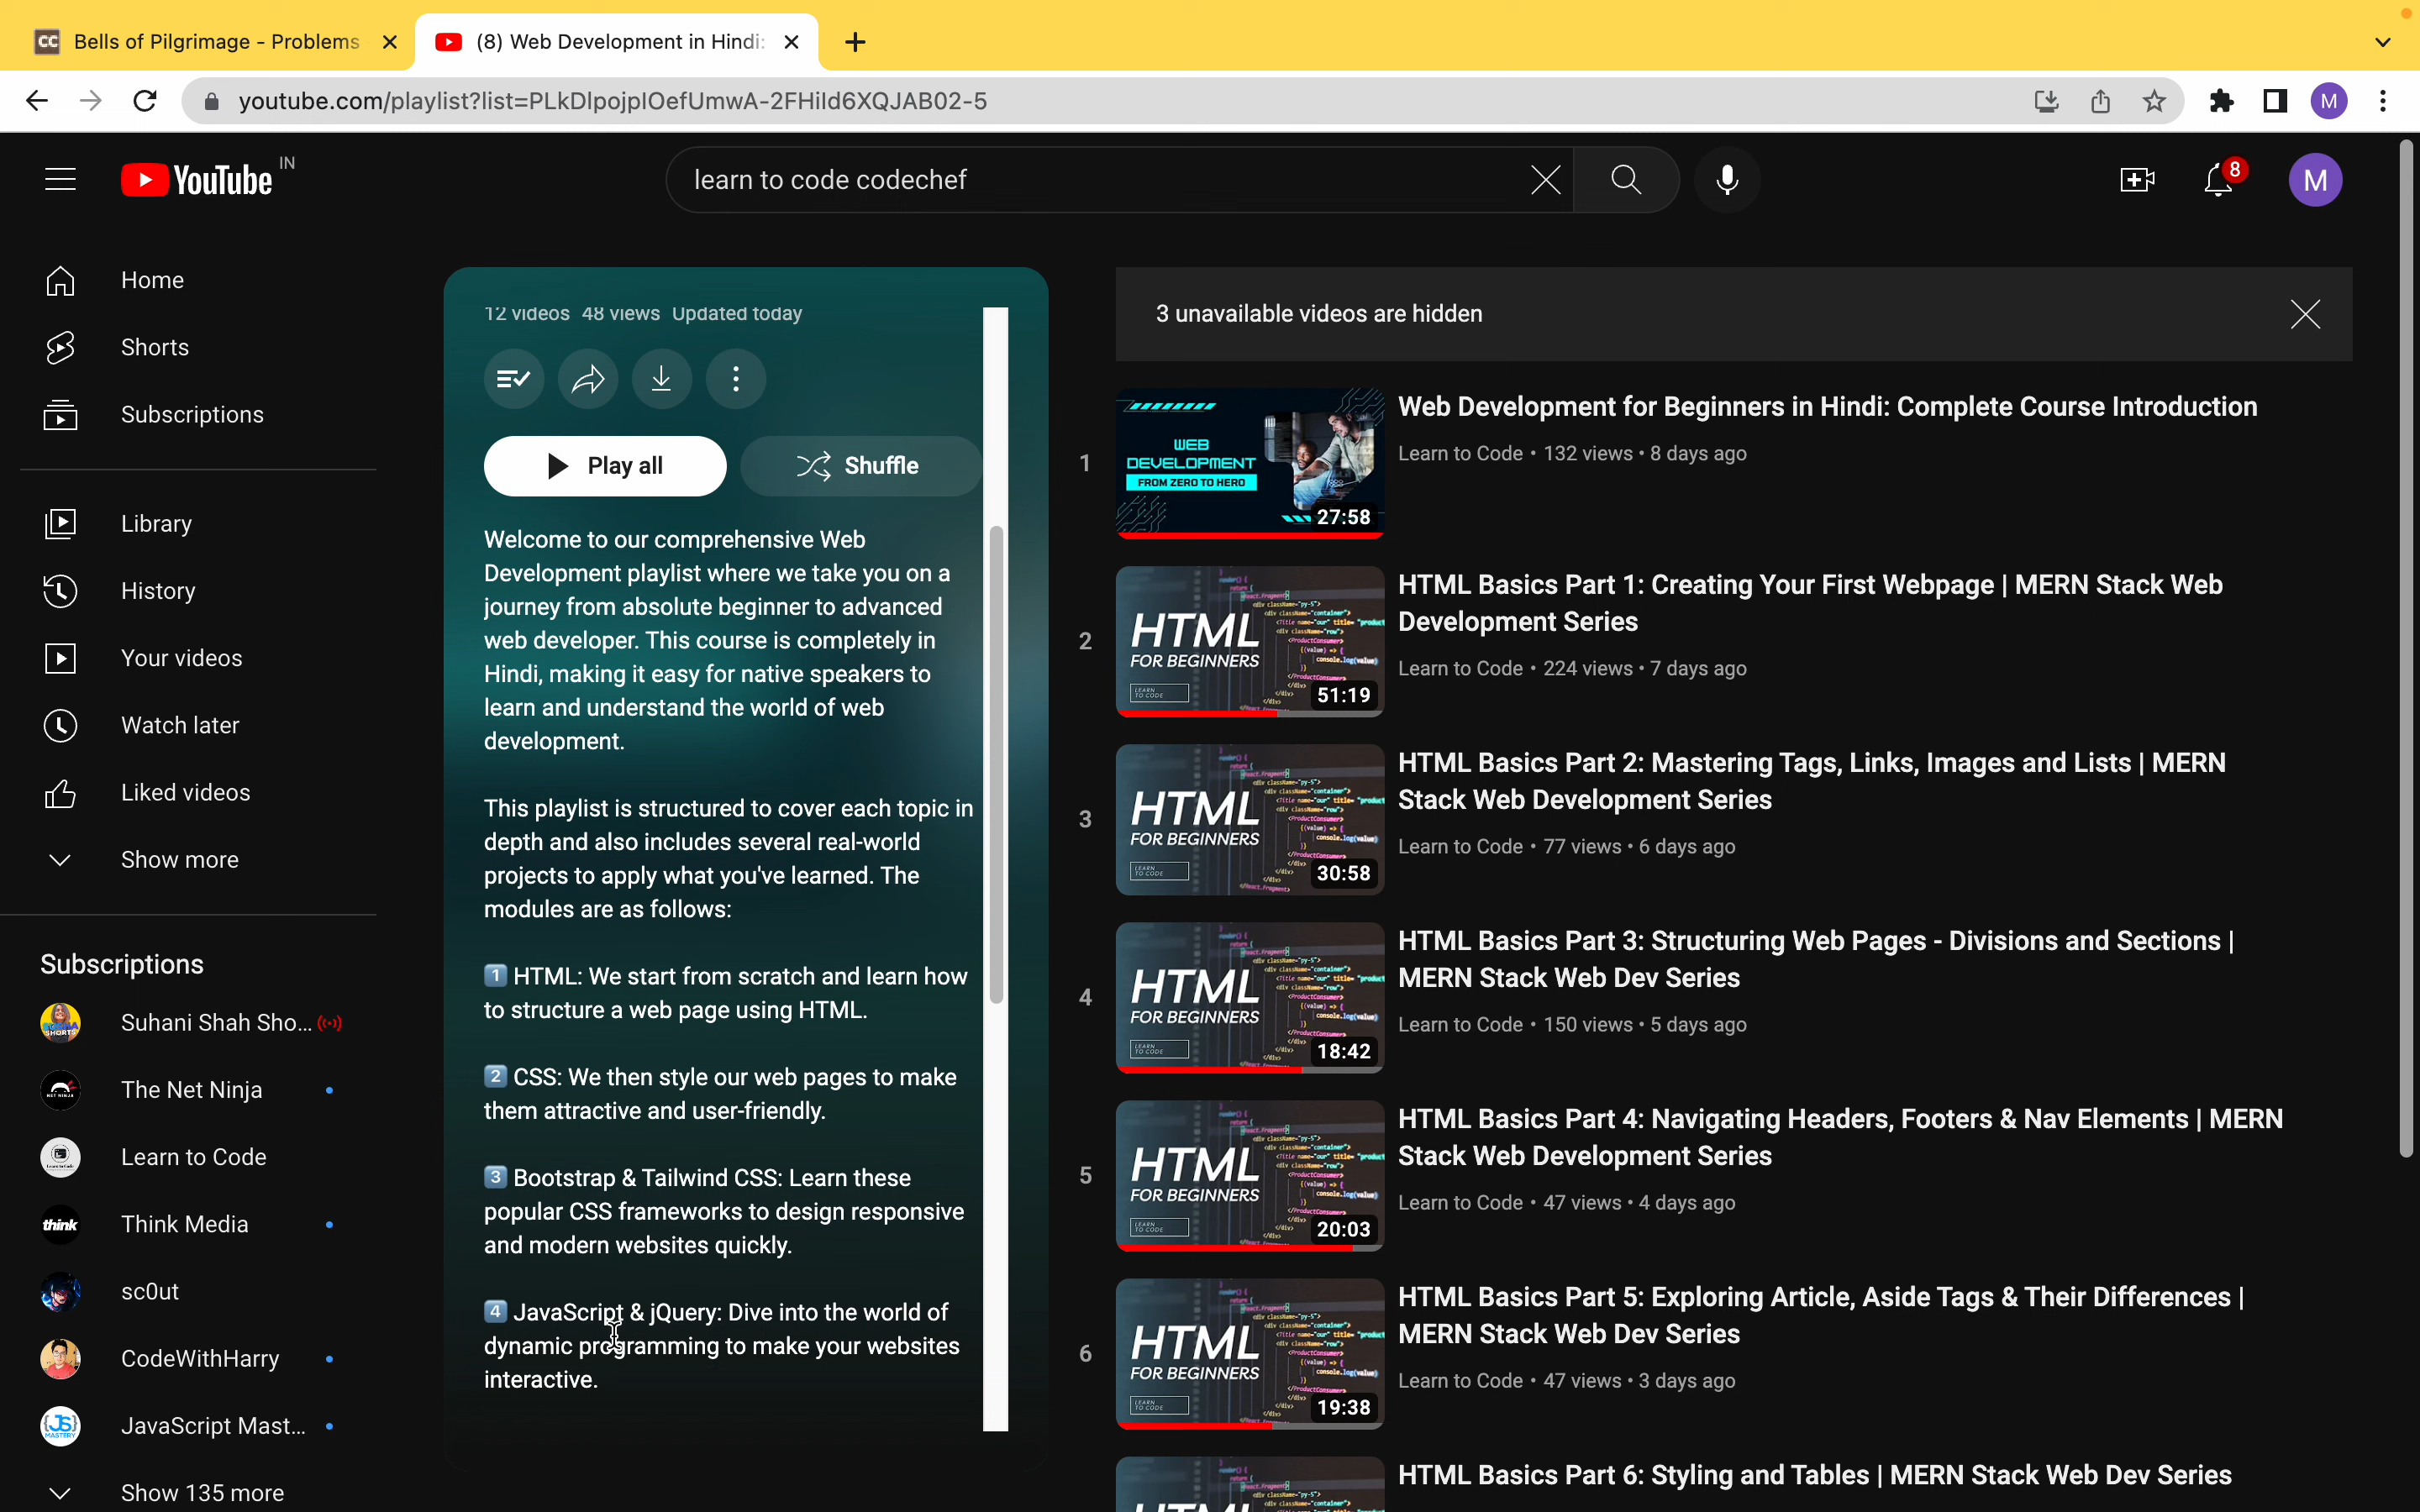 Bells of Pilgrimage - Problems
(8) Web Development in Hindi:
youtube.com/playlist?list=PLkDlpojplOefUmwA-2FHild6XQJAB02-5
M
YouTube IN
learn to code codechef
8
M
Home
Shorts
Subscriptions
Library
History
Your videos
Watch later
Liked videos
Show more
Subscriptions
Suhani Shah Sho...
The Net Ninja
Learn to Code
think
Think Media
sc0ut
CodeWithHarry
JavaScript Mast...
Show 135 more
12 videos 48 views Updated today
Play all
Shuffle
Welcome to our comprehensive Web
Development playlist where we take you on a
journey from absolute beginner to advanced
web developer. This course is completely in
Hindi, making it easy for native speakers to
learn and understand the world of web
development.
This playlist is structured to cover each topic in
depth and also includes several real-world
projects to apply what you've learned. The
modules are as follows:
1 HTML: We start from scratch and learn how
to structure a web page using HTML.
2 CSS: We then style our web pages to make
them attractive and user-friendly.
3 Bootstrap & Tailwind CSS: Learn these
popular CSS frameworks to design responsive
and modern websites quickly.
4 JavaScript & jQuery: Dive into the world of
dynamic programming to make your websites
interactive.
3 unavailable videos are hidden
1
WEB
DEVELOPMENT
FROM ZERO TO HERO
27:58
Web Development for Beginners in Hindi: Complete Course Introduction
Learn to Code • 132 views • 8 days ago
2
HTML
FOR BEGINNERS
LEARN
TO CODE
51:19
HTML Basics Part 1: Creating Your First Webpage | MERN Stack Web
Development Series
Learn to Code • 224 views • 7 days ago
3
HTML
FOR BEGINNERS
LEARN
TO CODE
30:58
HTML Basics Part 2: Mastering Tags, Links, Images and Lists | MERN
Stack Web Development Series
Learn to Code • 77 views • 6 days ago
4
HTML
FOR BEGINNERS
LEARN
TO CODE
18:42
HTML Basics Part 3: Structuring Web Pages - Divisions and Sections |
MERN Stack Web Dev Series
Learn to Code • 150 views • 5 days ago
5
HTML
FOR BEGINNERS
LEARN
TO CODE
20:03
HTML Basics Part 4: Navigating Headers, Footers & Nav Elements | MERN
Stack Web Development Series
Learn to Code • 47 views • 4 days ago
6
HTML
FOR BEGINNERS
LEARN
TO CODE
19:38
HTML Basics Part 5: Exploring Article, Aside Tags & Their Differences |
MERN Stack Web Dev Series
Learn to Code • 47 views • 3 days ago
HTML Basics Part 6: Styling and Tables | MERN Stack Web Dev Series